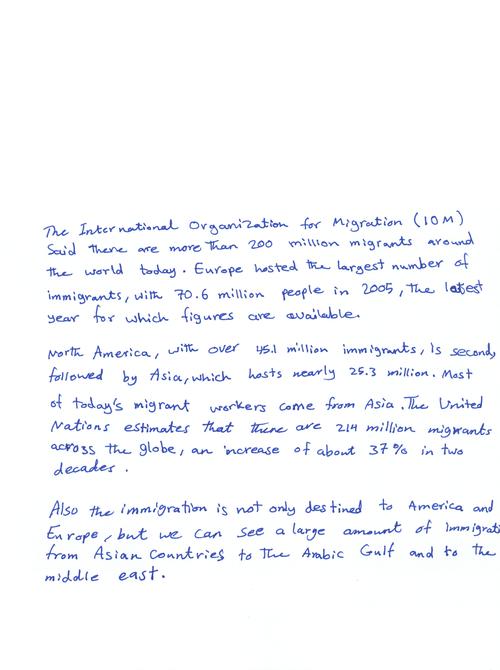 The International Organization for Migration (IOM)
Said there are more than 200 million migrants around
the world today. Europe hosted the largest number of
immigrants, with 70.6 million people in 2005, the latest
year for which figures are available.
North America, with over 45.1 million immigrants, is second,
followed by Asia, which hosts nearly 25.3 million. Most
of today's migrant workers come from Asia. The United
Nations estimates that there are 214 million migrants
across the globe, an increase of about 37% in two
decades.
Also the immigration is not only destined to America and
Europe, but we can see a large amount of immigrati
from Asian Countries to the Arabic Gulf and to the
middle east.